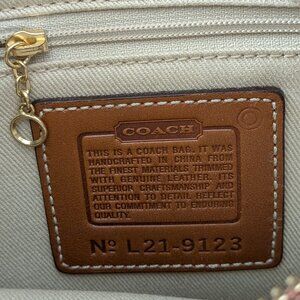 COACH
THIS IS A COACH BAG. IT WAS
HANDCRAFTED IN CHINA FROM
THE FINEST MATERIALS TRIMMED
WITH GENUINE LEATHER. ITS
SUPERIOR CRAFTSMANSHIP AND
ATTENTION TO DETAIL REFLECT
OUR COMMITMENT TO ENDURING
QUALITY.
Nº L21-9123